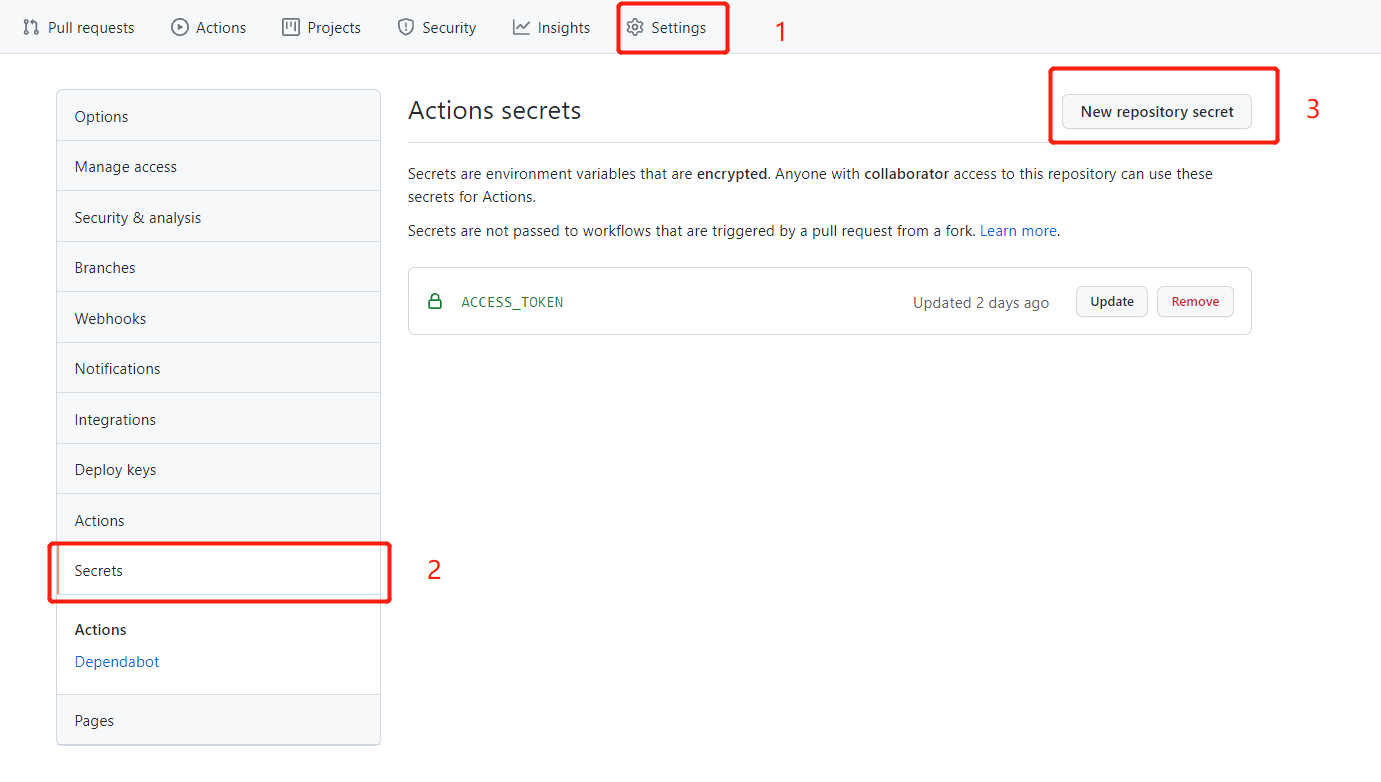 Pull requests Actions Projects Security Insights Settings 1
Options
Manage access
Security & analysis
Branches
Webhooks
Notifications
Integrations
Deploy keys
Actions
Secrets 2
Actions
Dependabot
Pages
Actions secrets New repository secret 3
Secrets are environment variables that are encrypted. Anyone with collaborator access to this repository can use these
secrets for Actions.
Secrets are not passed to workflows that are triggered by a pull request from a fork. Learn more.
ACCESS_TOKEN Updated 2 days ago Update Remove